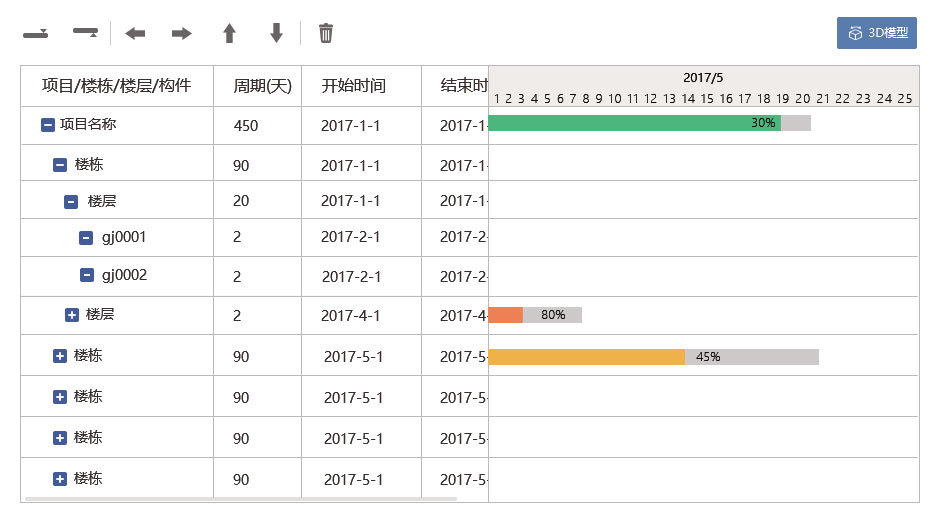 3D模型
项目/楼栋/楼层/构件 周期(天) 开始时间 结束时
2017/5
1 2 3 4 5 6 7 8 9 10 11 12 13 14 15 16 17 18 19 20 21 22 23 24 25
项目名称 450 2017-1-1 2017-1- 30%
楼栋 90 2017-1-1 2017-1-
楼层 20 2017-1-1 2017-1-
gj0001 2 2017-2-1 2017-2-
gj0002 2 2017-2-1 2017-2-
楼层 2 2017-4-1 2017-4- 80%
楼栋 90 2017-5-1 2017-5- 45%
楼栋 90 2017-5-1 2017-5-
楼栋 90 2017-5-1 2017-5-
楼栋 90 2017-5-1 2017-5-